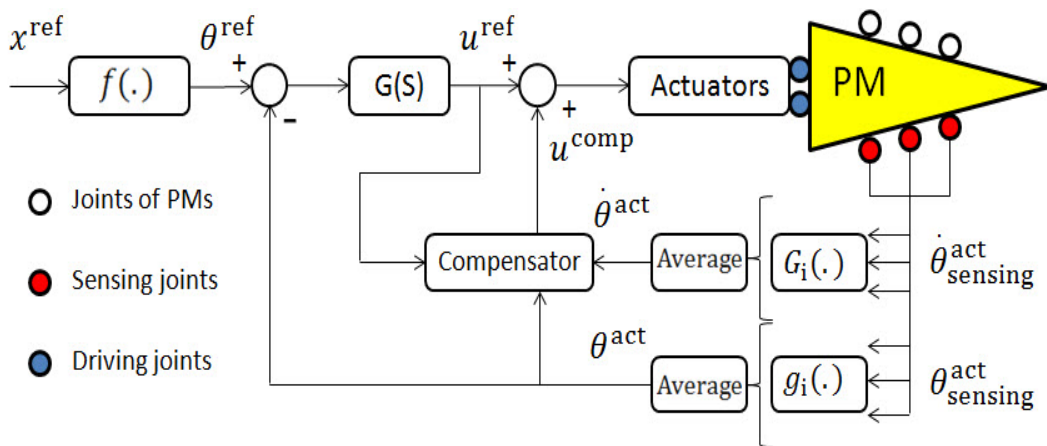 x^ref
f(.)
θ^ref
+
-
G(S)
u^ref
+
+
u^comp
Actuators
PM
Joints of PMs
Sensing joints
Driving joints
Compensator
θ̇^act
Average
G_i(.)
θ̇^act_sensing
θ^act
Average
g_i(.)
θ^act_sensing